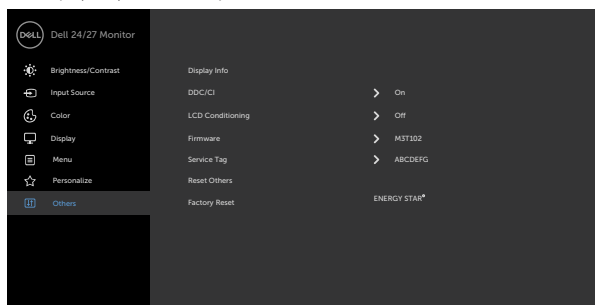 DELL Dell 24/27 Monitor
Brightness/Contrast Display Info
Input Source DDC/CI On
Color LCD Conditioning Off
Display Firmware M3T102
Menu Service Tag ABCDEFG
Personalize Reset Others
Others Factory Reset ENERGY STAR®